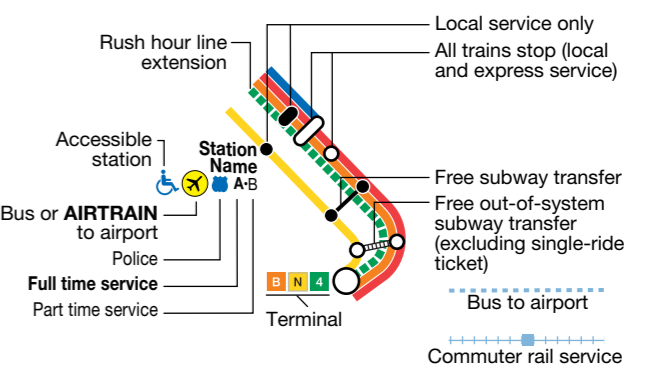 Local service only
Rush hour line
extension
All trains stop (local
and express service)
Accessible
station
Station
Name
A•B
Free subway transfer
Free out-of-system
subway transfer
(excluding single-ride
ticket)
Bus or AIRTRAIN
to airport
Police
Full time service
Part time service
B N 4
Terminal
Bus to airport
Commuter rail service